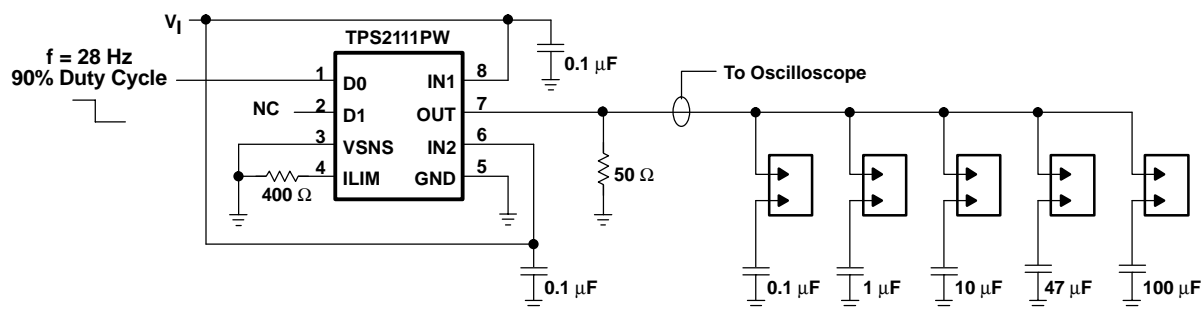 VI
f = 28 Hz
90% Duty Cycle
TPS2111PW
0.1 µF
To Oscilloscope
1 D0 IN1 8
NC 2 D1 OUT 7
3 VSNS IN2 6
4 ILIM GND 5
400 Ω
50 Ω
0.1 µF
0.1 µF
1 µF
10 µF
47 µF
100 µF